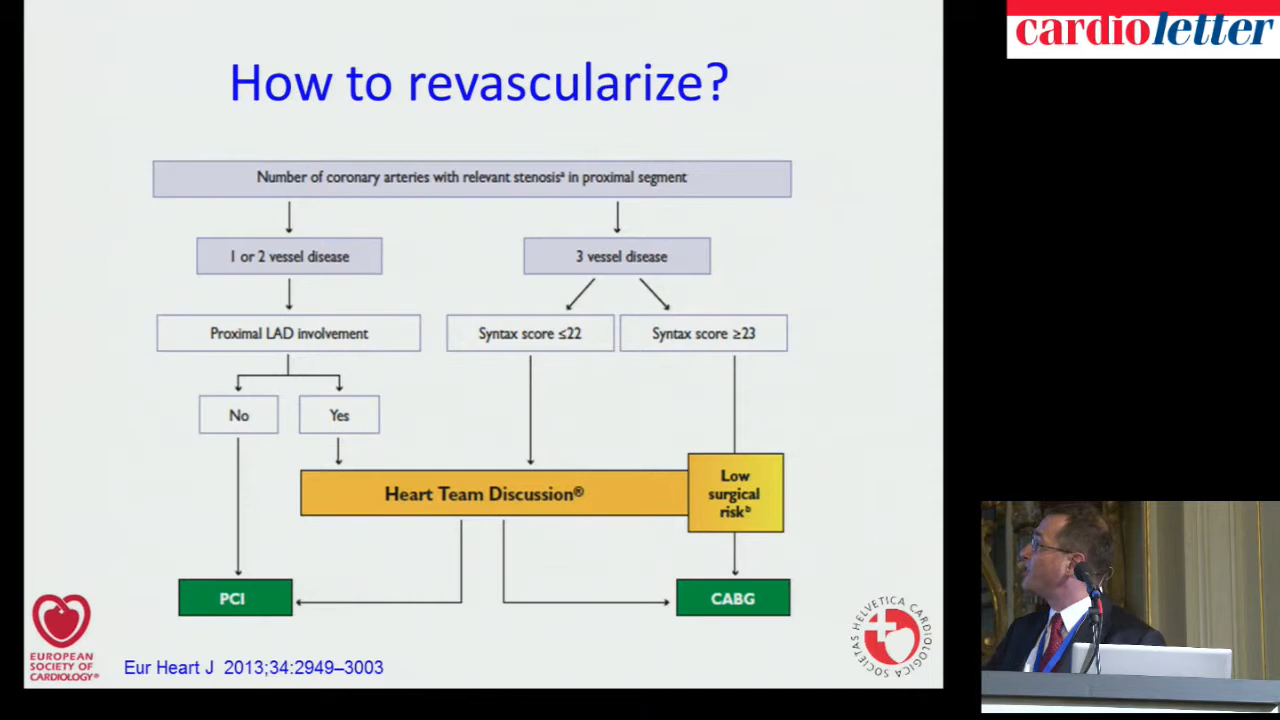 cardioletter
How to revascularize?
Number of coronary arteries with relevant stenosisᵃ in proximal segment
1 or 2 vessel disease
3 vessel disease
Proximal LAD involvement
Syntax score ≤22
Syntax score ≥23
No
Yes
Heart Team Discussion®
Low
surgical
riskᵇ
PCI
CABG
EUROPEAN
SOCIETY OF
CARDIOLOGY®
Eur Heart J 2013;34:2949–3003
SOCIETAS HELVETICA CARDIOLOGICA